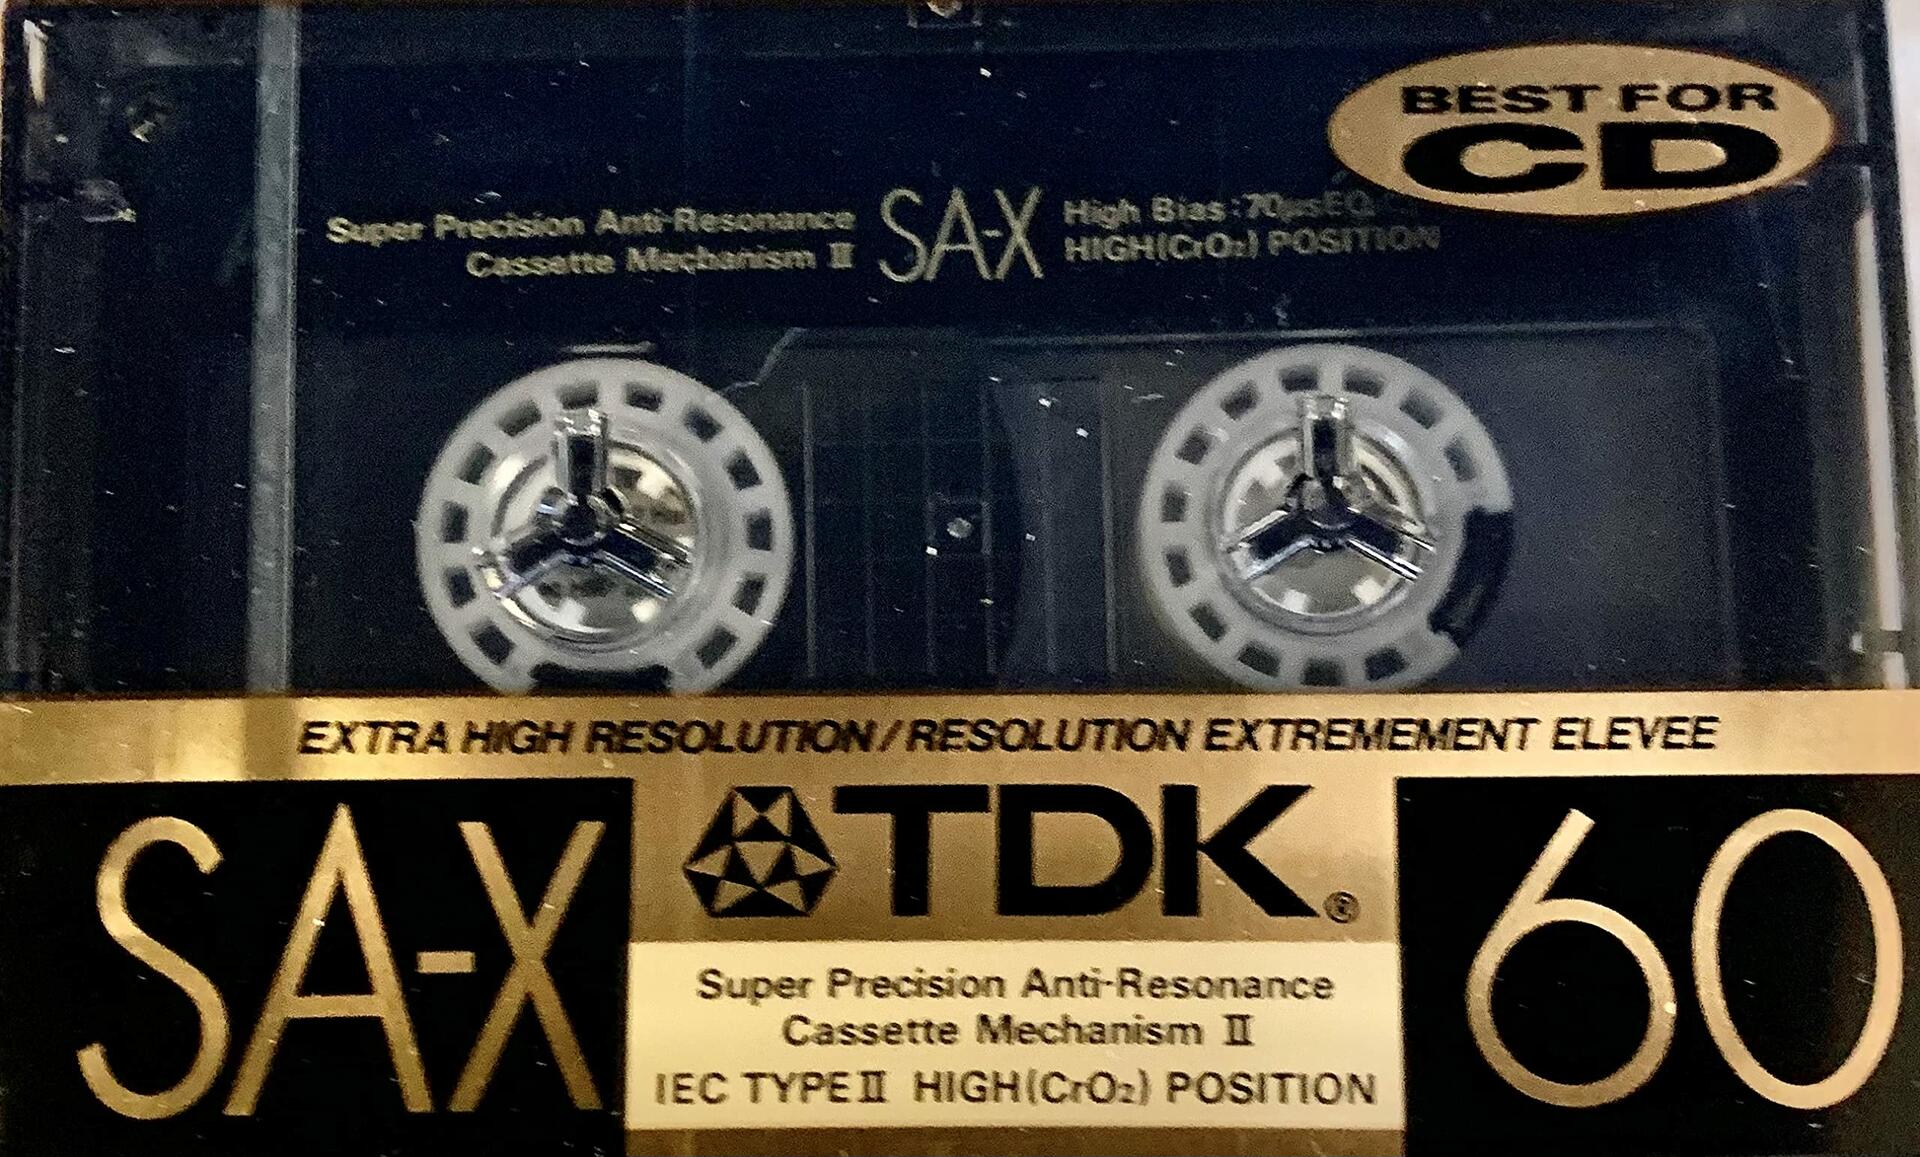 BEST FOR
CD
Super Precision Anti-Resonance
Cassette Mechanism II
SA-X
High Bias:70µsEQ
HIGH(CrO₂) POSITION
EXTRA HIGH RESOLUTION/RESOLUTION EXTREMEMENT ELEVEE
SA-X
TDK®
60
Super Precision Anti-Resonance
Cassette Mechanism II
IEC TYPE II HIGH(CrO₂) POSITION